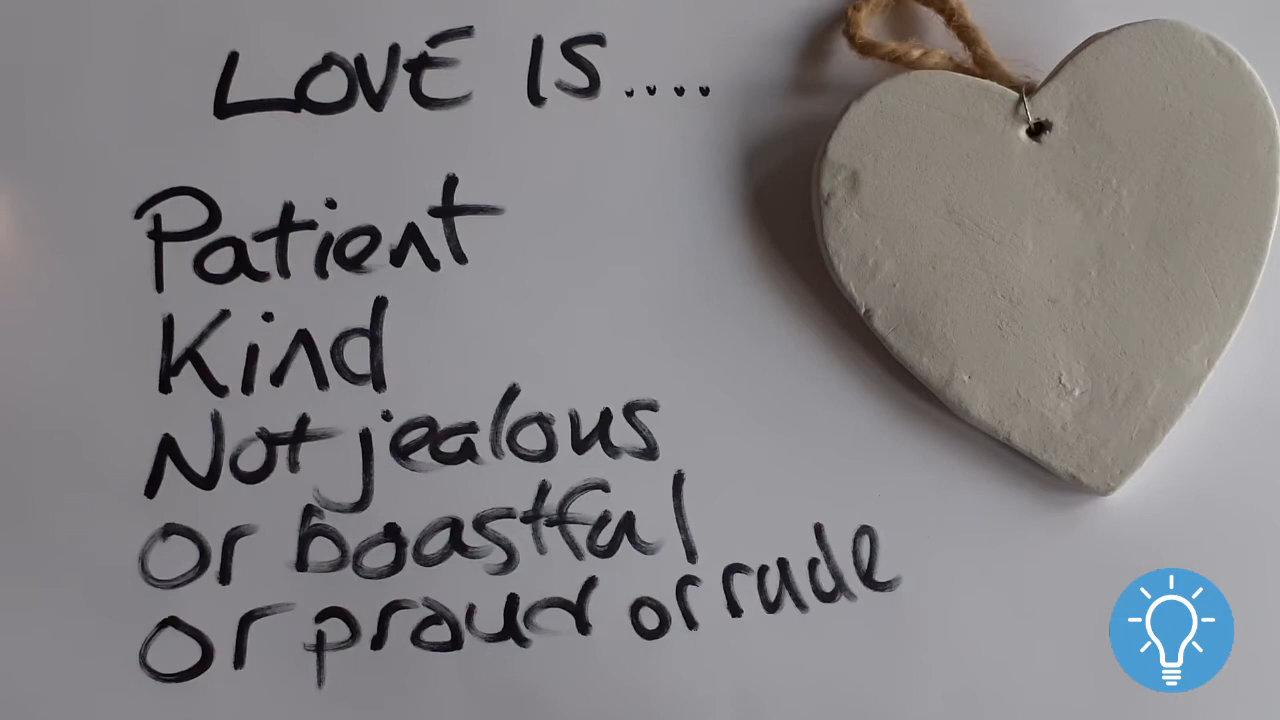 LOVE IS....
Patient
Kind
Not jealous
or boastful
or proud or rude